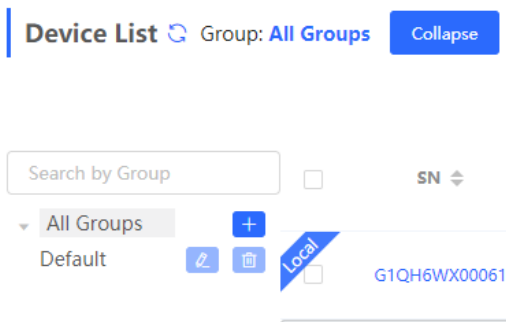 Device List Group: All Groups Collapse
Search by Group
SN
All Groups
Default
Local
G1QH6WX00061